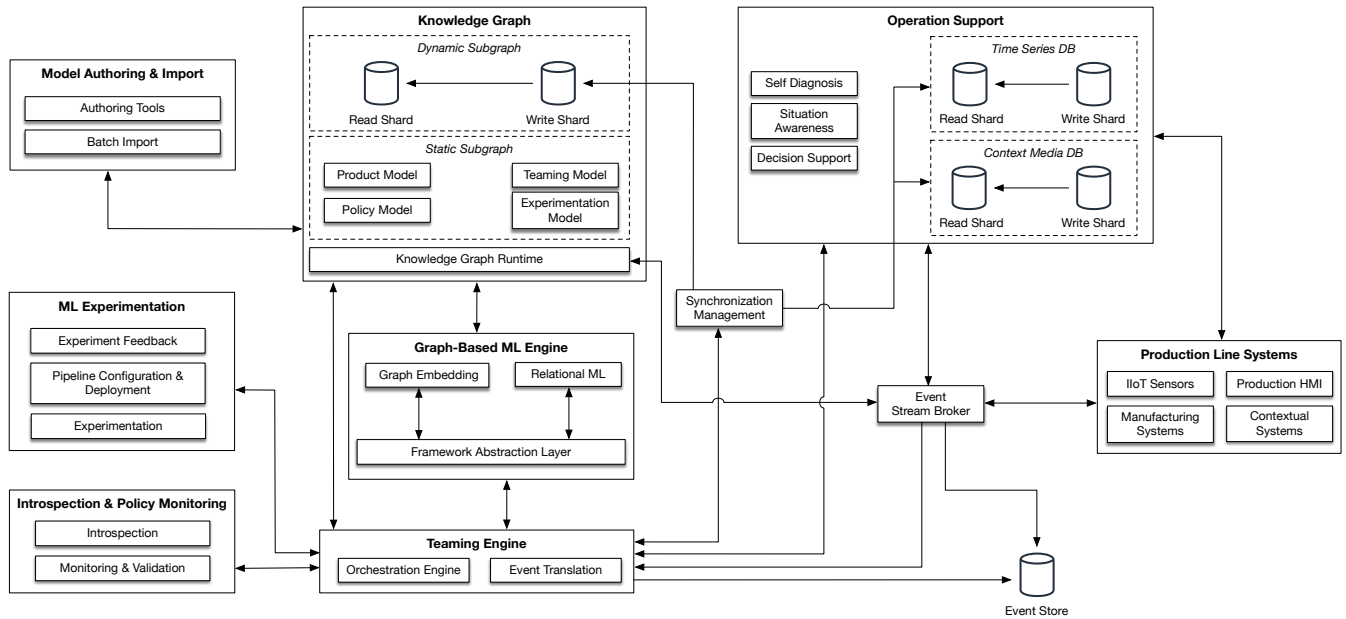 Knowledge Graph
Dynamic Subgraph
Read Shard
Write Shard
Static Subgraph
Product Model
Teaming Model
Policy Model
Experimentation
Model
Knowledge Graph Runtime
Operation Support
Self Diagnosis
Situation
Awareness
Decision Support
Time Series DB
Read Shard
Write Shard
Context Media DB
Read Shard
Write Shard
Model Authoring & Import
Authoring Tools
Batch Import
ML Experimentation
Experiment Feedback
Pipeline Configuration &
Deployment
Experimentation
Synchronization
Management
Graph-Based ML Engine
Graph Embedding
Relational ML
Framework Abstraction Layer
Event
Stream Broker
Production Line Systems
IIoT Sensors
Production HMI
Manufacturing
Systems
Contextual
Systems
Introspection & Policy Monitoring
Introspection
Monitoring & Validation
Teaming Engine
Orchestration Engine
Event Translation
Event Store